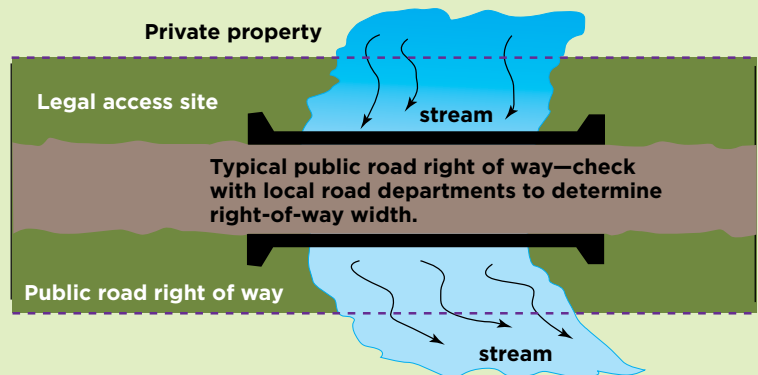 Private property
Legal access site
stream
Typical public road right of way—check
with local road departments to determine
right-of-way width.
Public road right of way
stream